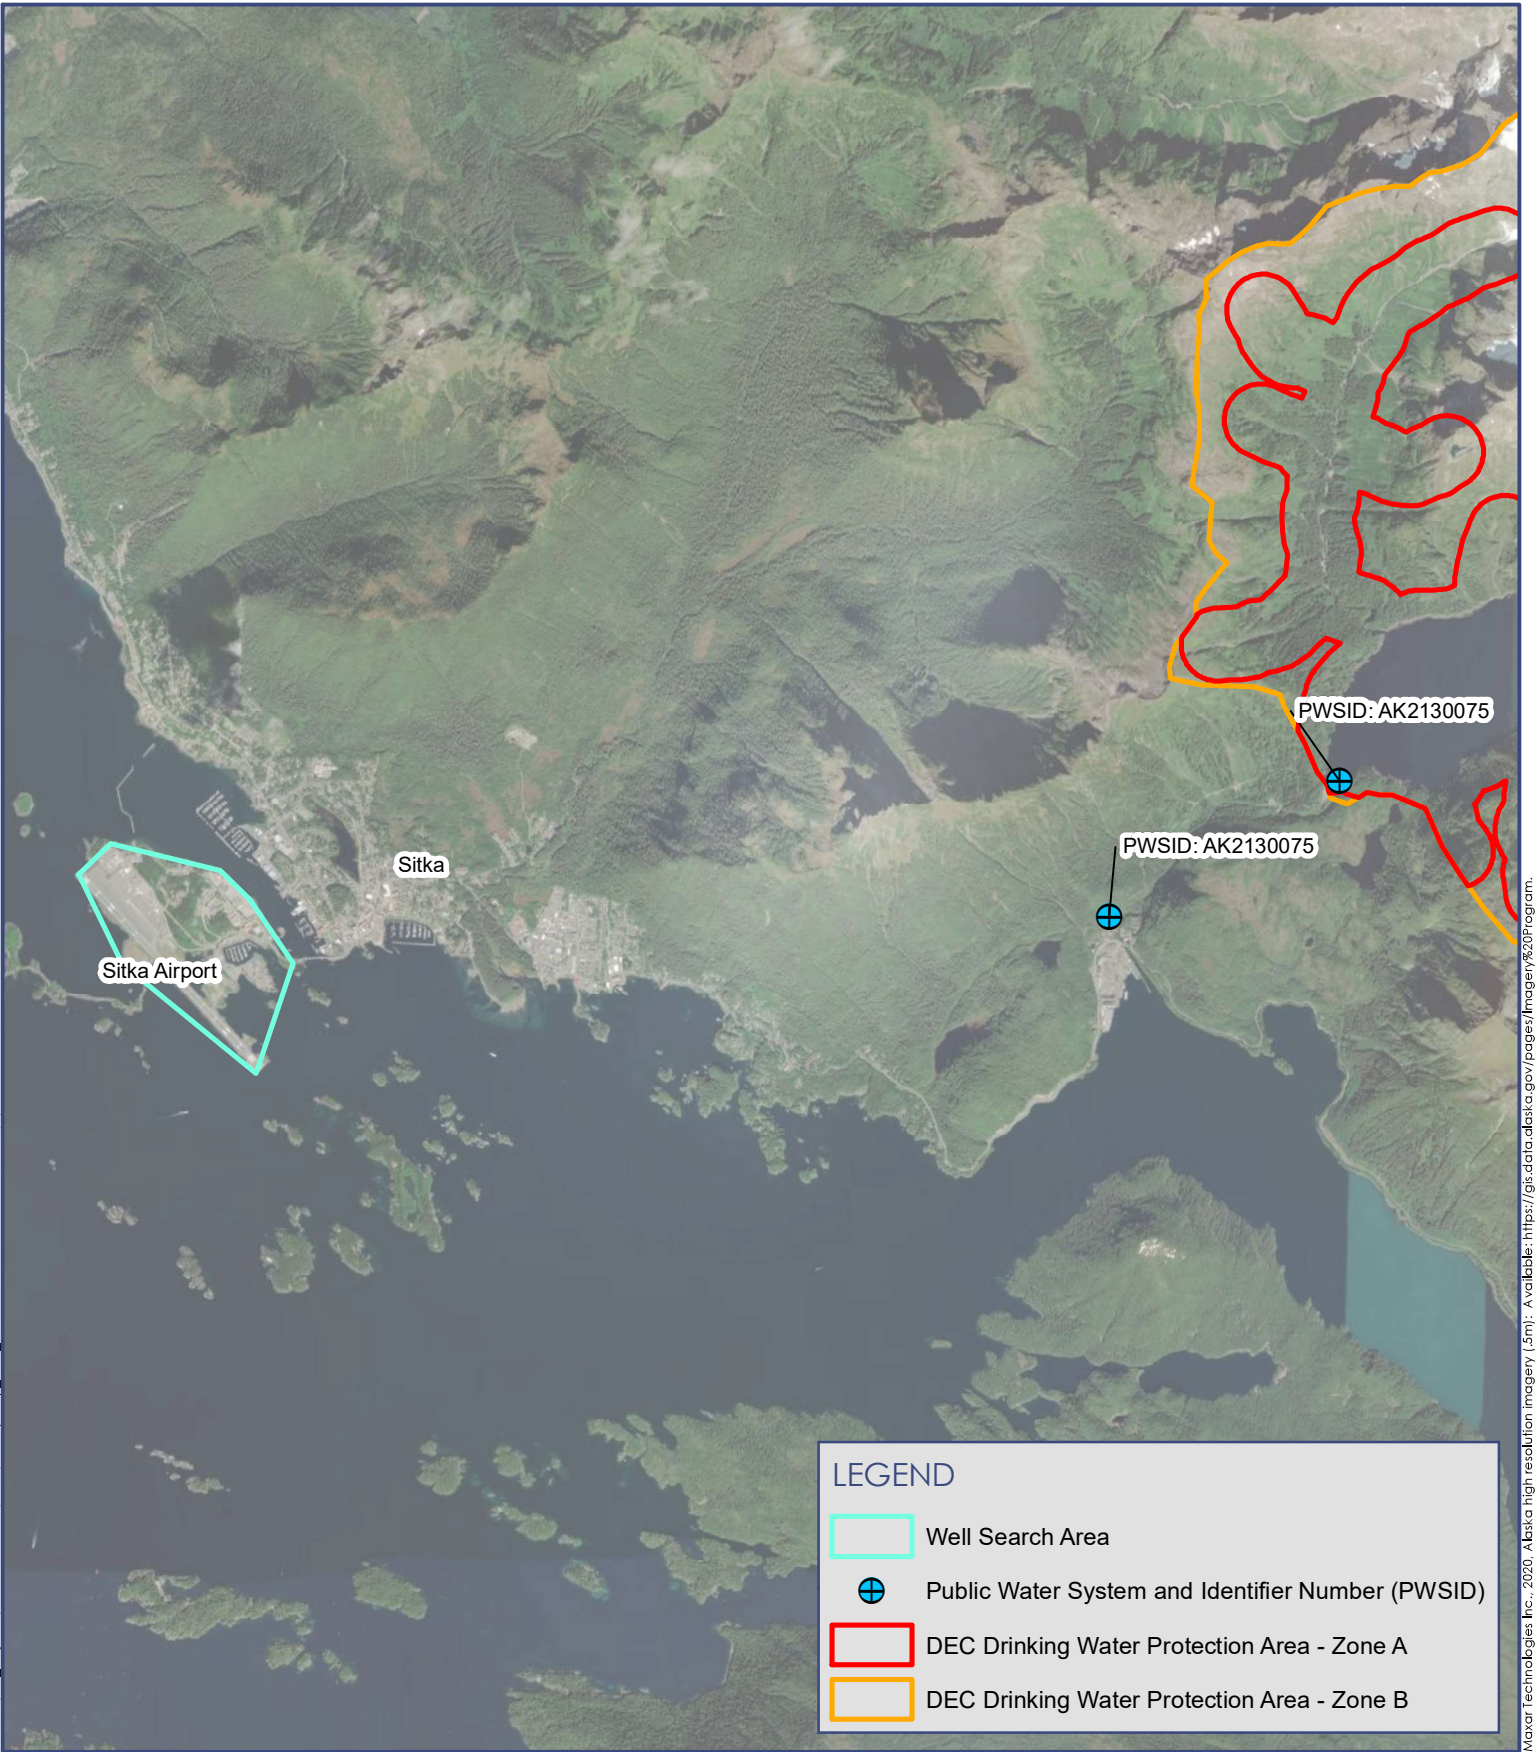 PWSID: AK2130075
PWSID: AK2130075
Sitka
Sitka Airport
LEGEND
Well Search Area
Public Water System and Identifier Number (PWSID)
DEC Drinking Water Protection Area - Zone A
DEC Drinking Water Protection Area - Zone B
Maxar Technologies Inc., 2020, Alaska high resolution imagery (.5m): Available: https://gis.data.alaska.gov/pages/Imagery%20Program.